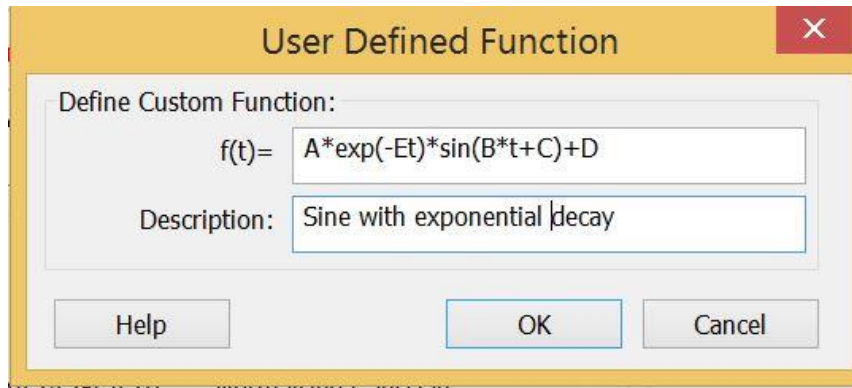 User Defined Function
Define Custom Function:
f(t)= A*exp(-Et)*sin(B*t+C)+D
Description: Sine with exponential decay
Help OK Cancel